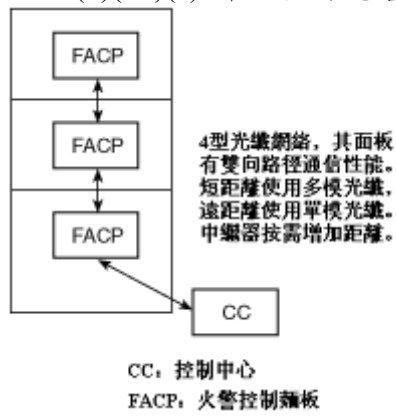 FACP
FACP
4型光纖網絡，其面板
有雙向路徑通信性能。
短距離使用多模光纖，
遠距離使用單模光纖。
中繼器按需增加距離。
FACP
CC
CC：控制中心
FACP：火警控制麵板